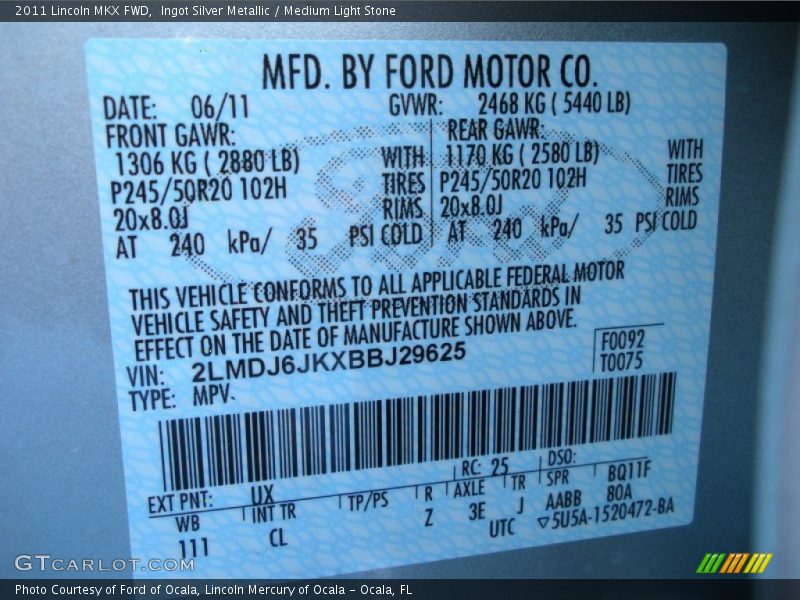 2011 Lincoln MKX FWD,  Ingot Silver Metallic / Medium Light Stone
MFD. BY FORD MOTOR CO.
DATE: 06/11 GVWR: 2468 KG ( 5440 LB)
FRONT GAWR: REAR GAWR:
1306 KG ( 2880 LB) WITH 1170 KG ( 2580 LB) WITH
P245/50R20 102H TIRES P245/50R20 102H TIRES
20x8.0J RIMS 20x8.0J RIMS
AT 240 kPa/ 35 PSI COLD AT 240 kPa/ 35 PSI COLD
THIS VEHICLE CONFORMS TO ALL APPLICABLE FEDERAL MOTOR
VEHICLE SAFETY AND THEFT PREVENTION STANDARDS IN
EFFECT ON THE DATE OF MANUFACTURE SHOWN ABOVE.
VIN: 2LMDJ6JKXBBJ29625 F0092
TYPE: MPV. T0075
EXT PNT: UX RC: 25 DSO:
WB INT TR TP/PS R AXLE TR SPR BQ11F
111 CL Z 3E J AABB 80A
UTC ▽5U5A-1520472-BA
GTCARLOT.COM
Photo Courtesy of Ford of Ocala, Lincoln Mercury of Ocala – Ocala, FL